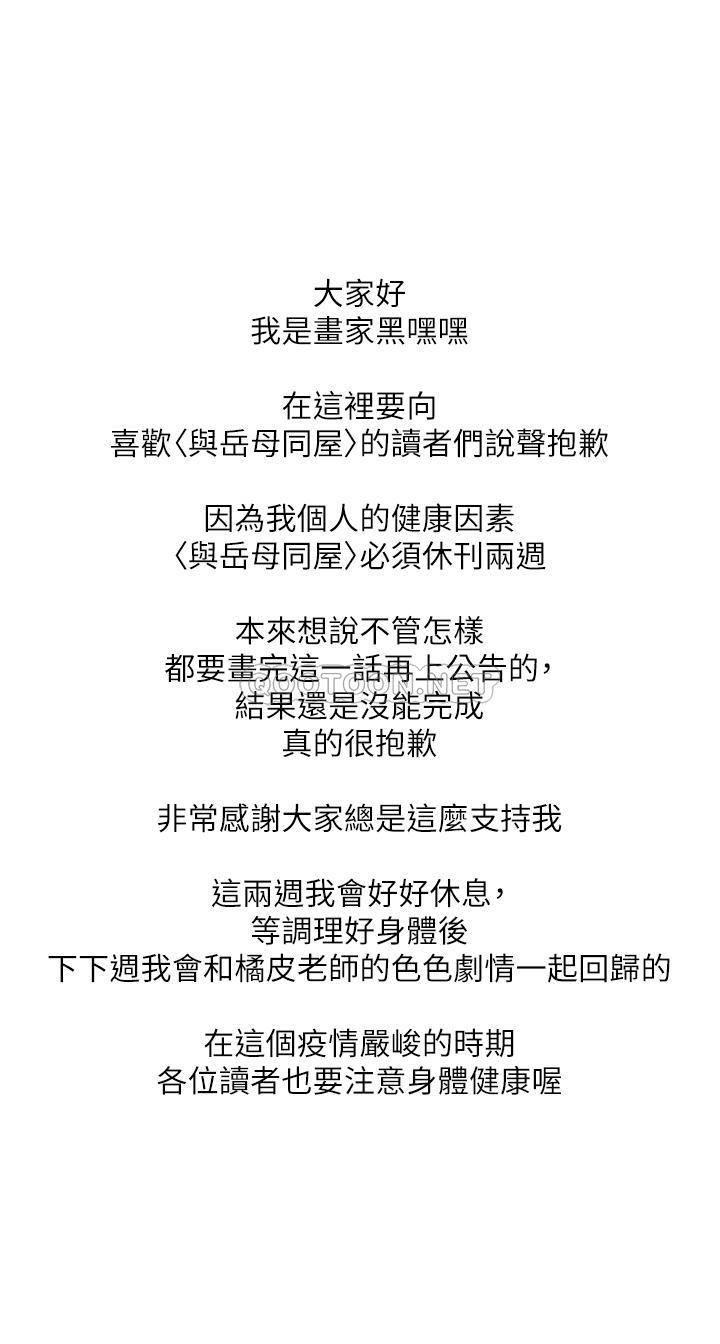 大家好
我是畫家黑嘿嘿
在這裡要向
喜歡〈與岳母同屋〉的讀者們說聲抱歉
因為我個人的健康因素
〈與岳母同屋〉必須休刊兩週
本來想說不管怎樣
都要畫完這一話再上公告的，
QOOTOON.NET
結果還是沒能完成
真的很抱歉
非常感謝大家總是這麼支持我
這兩週我會好好休息，
等調理好身體後
下下週我會和橘皮老師的色色劇情一起回歸的
在這個疫情嚴峻的時期
各位讀者也要注意身體健康喔